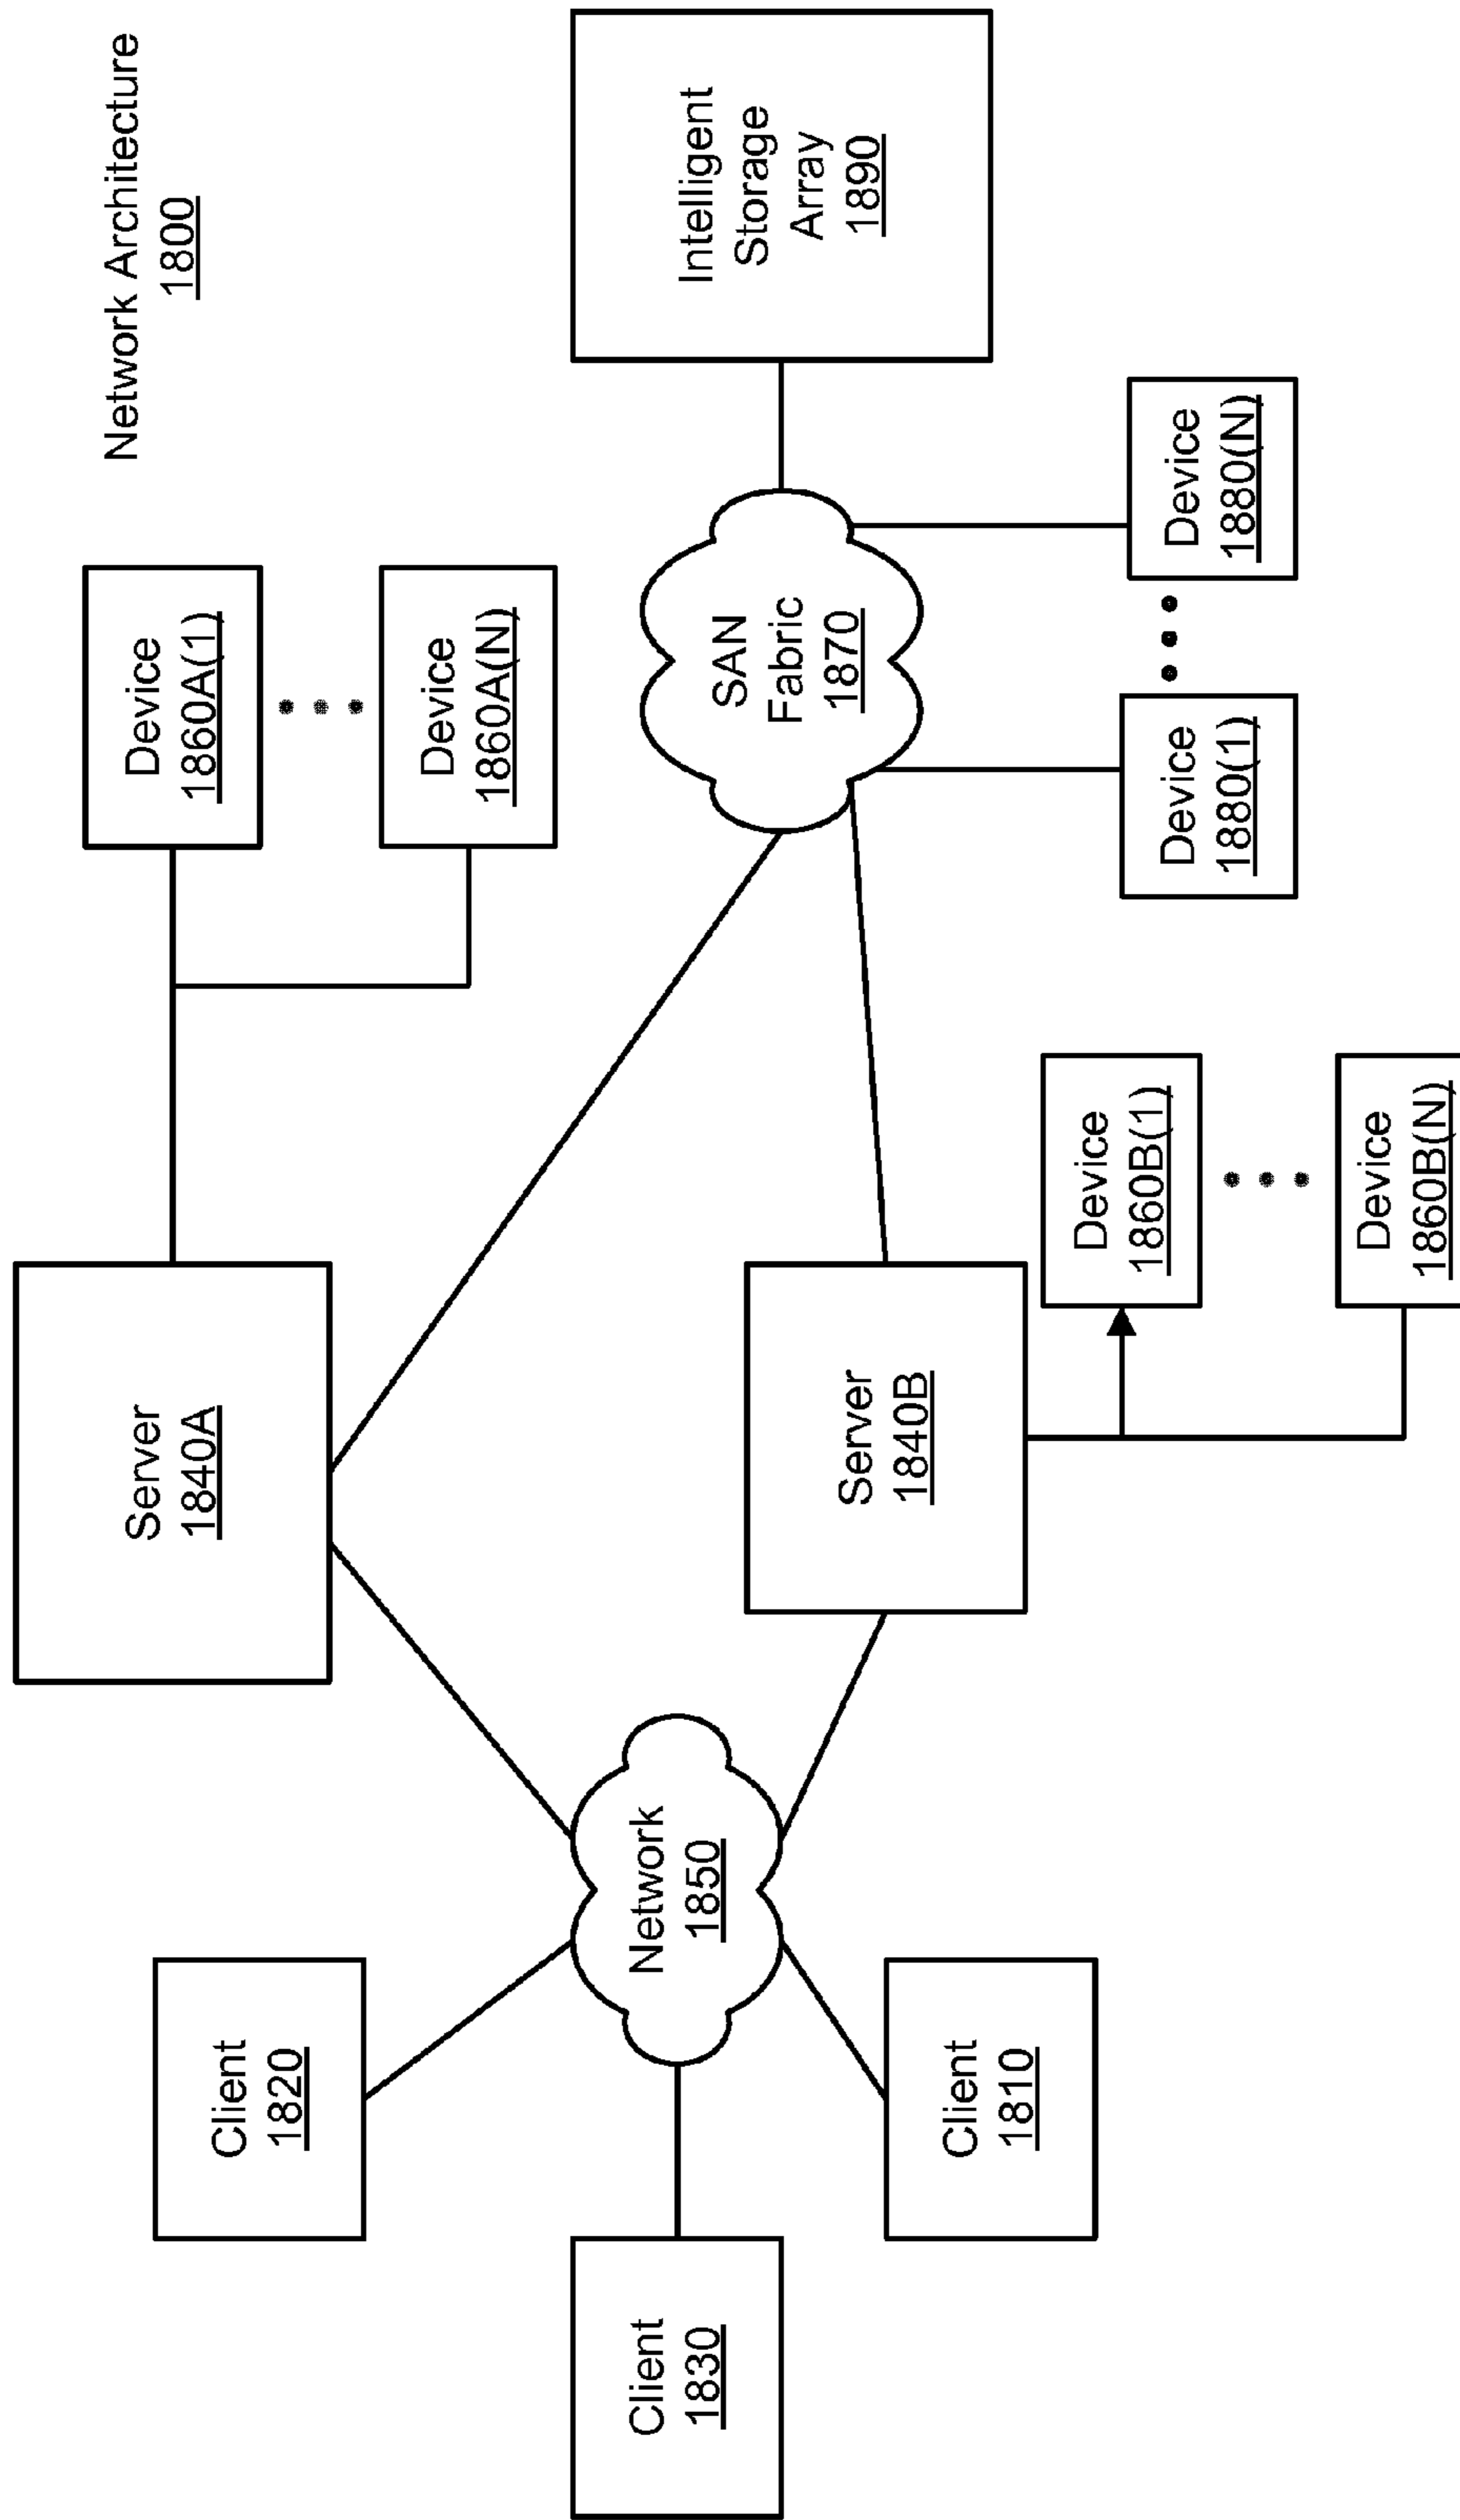 Network Architecture
1800
Device
1860A(1)
Device
1860A(N)
Server
1840A
Client
1820
Intelligent
Storage
Array
1890
SAN
Fabric
1870
Network
1850
Client
1830
Server
1840B
Client
1810
Device
1880(N)
Device
1880(1)
Device
1860B(1)
Device
1860B(N)